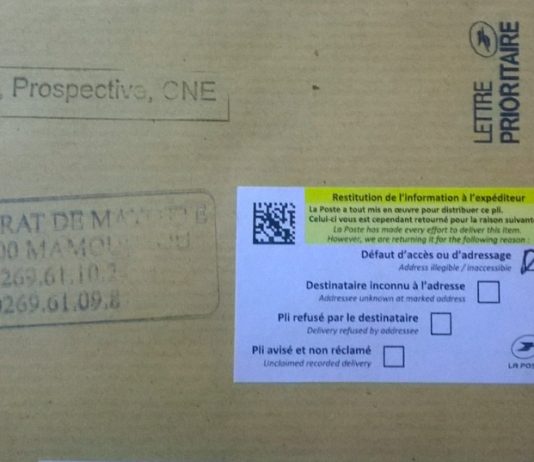 LETTRE
PRIORITAIRE
Prospective, CNE
RAT DE
00
269.61.10.2
0269.61.09.8
Restitution de l'information à l'expéditeur
La Poste a tout mis en œuvre pour distribuer ce pli.
Celui-ci vous est cependant retourné pour la raison suivant
La Poste has made every effort to deliver this item.
However, we are returning it for the following reason :
Défaut d'accès ou d'adressage
Address illegible / inaccessible
Destinataire inconnu à l'adresse
Addressee unknown at marked address
Pli refusé par le destinataire
Delivery refused by addressee
Pli avisé et non réclamé
Unclaimed recorded delivery
LA POS